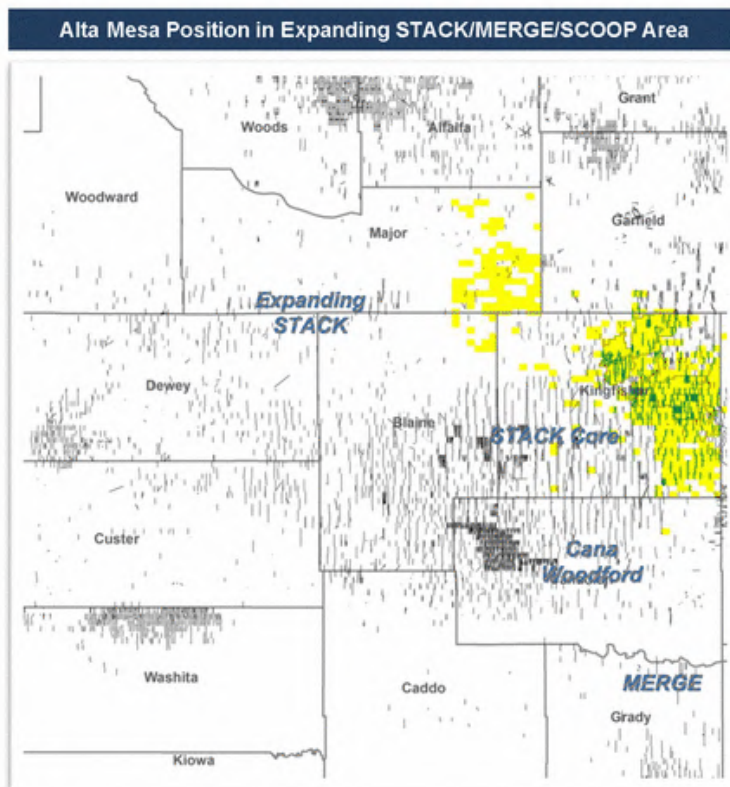 Alta Mesa Position in Expanding STACK/MERGE/SCOOP Area
Grant
Woods
Alfalfa
Woodward
Garfield
Major
Expanding
STACK
Dewey
Kingfisher
Blaine
STACK Core
Custer
Cana
Woodford
Washita
Caddo
MERGE
Grady
Kiowa